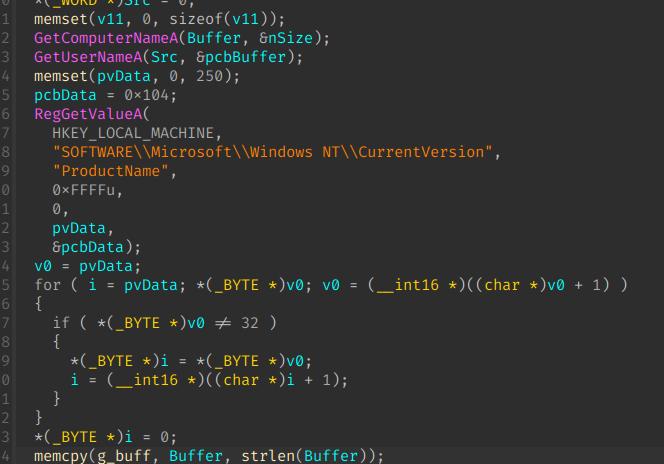 0 *(_WORD *)Src = 0;
1 memset(v11, 0, sizeof(v11));
2 GetComputerNameA(Buffer, &nSize);
3 GetUserNameA(Src, &pcbBuffer);
4 memset(pvData, 0, 250);
5 pcbData = 0×104;
6 RegGetValueA(
7 HKEY_LOCAL_MACHINE,
8 "SOFTWARE\\Microsoft\\Windows NT\\CurrentVersion",
9 "ProductName",
0 0×FFFFu,
1 0,
2 pvData,
3 &pcbData);
4 v0 = pvData;
5 for ( i = pvData; *(_BYTE *)v0; v0 = (__int16 *)((char *)v0 + 1) )
6 {
7 if ( *(_BYTE *)v0 ≠ 32 )
8 {
9 *(_BYTE *)i = *(_BYTE *)v0;
0 i = (__int16 *)((char *)i + 1);
1 }
2 }
3 *(_BYTE *)i = 0;
4 memcpy(g_buff, Buffer, strlen(Buffer));